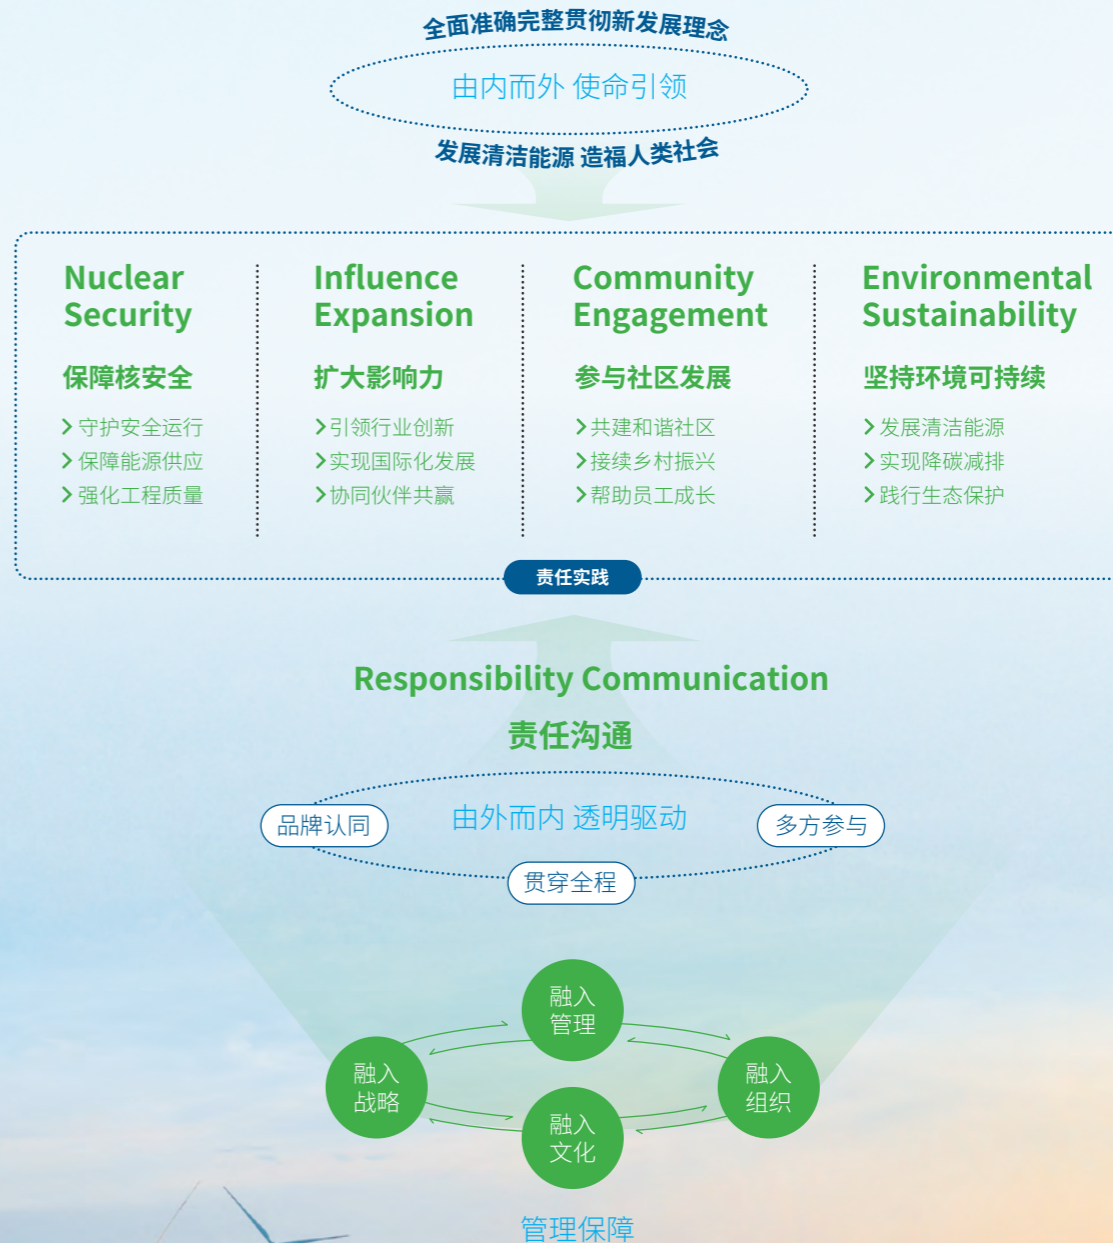 全面准确完整贯彻新发展理念
由内而外 使命引领
发展清洁能源 造福人类社会
Nuclear
Security
保障核安全
守护安全运行
保障能源供应
强化工程质量
Influence
Expansion
扩大影响力
引领行业创新
实现国际化发展
协同伙伴共赢
Community
Engagement
参与社区发展
共建和谐社区
接续乡村振兴
帮助员工成长
Environmental
Sustainability
坚持环境可持续
发展清洁能源
实现降碳减排
践行生态保护
责任实践
Responsibility Communication
责任沟通
由外而内 透明驱动
品牌认同
多方参与
贯穿全程
融入
管理
融入
战略
融入
组织
融入
文化
管理保障